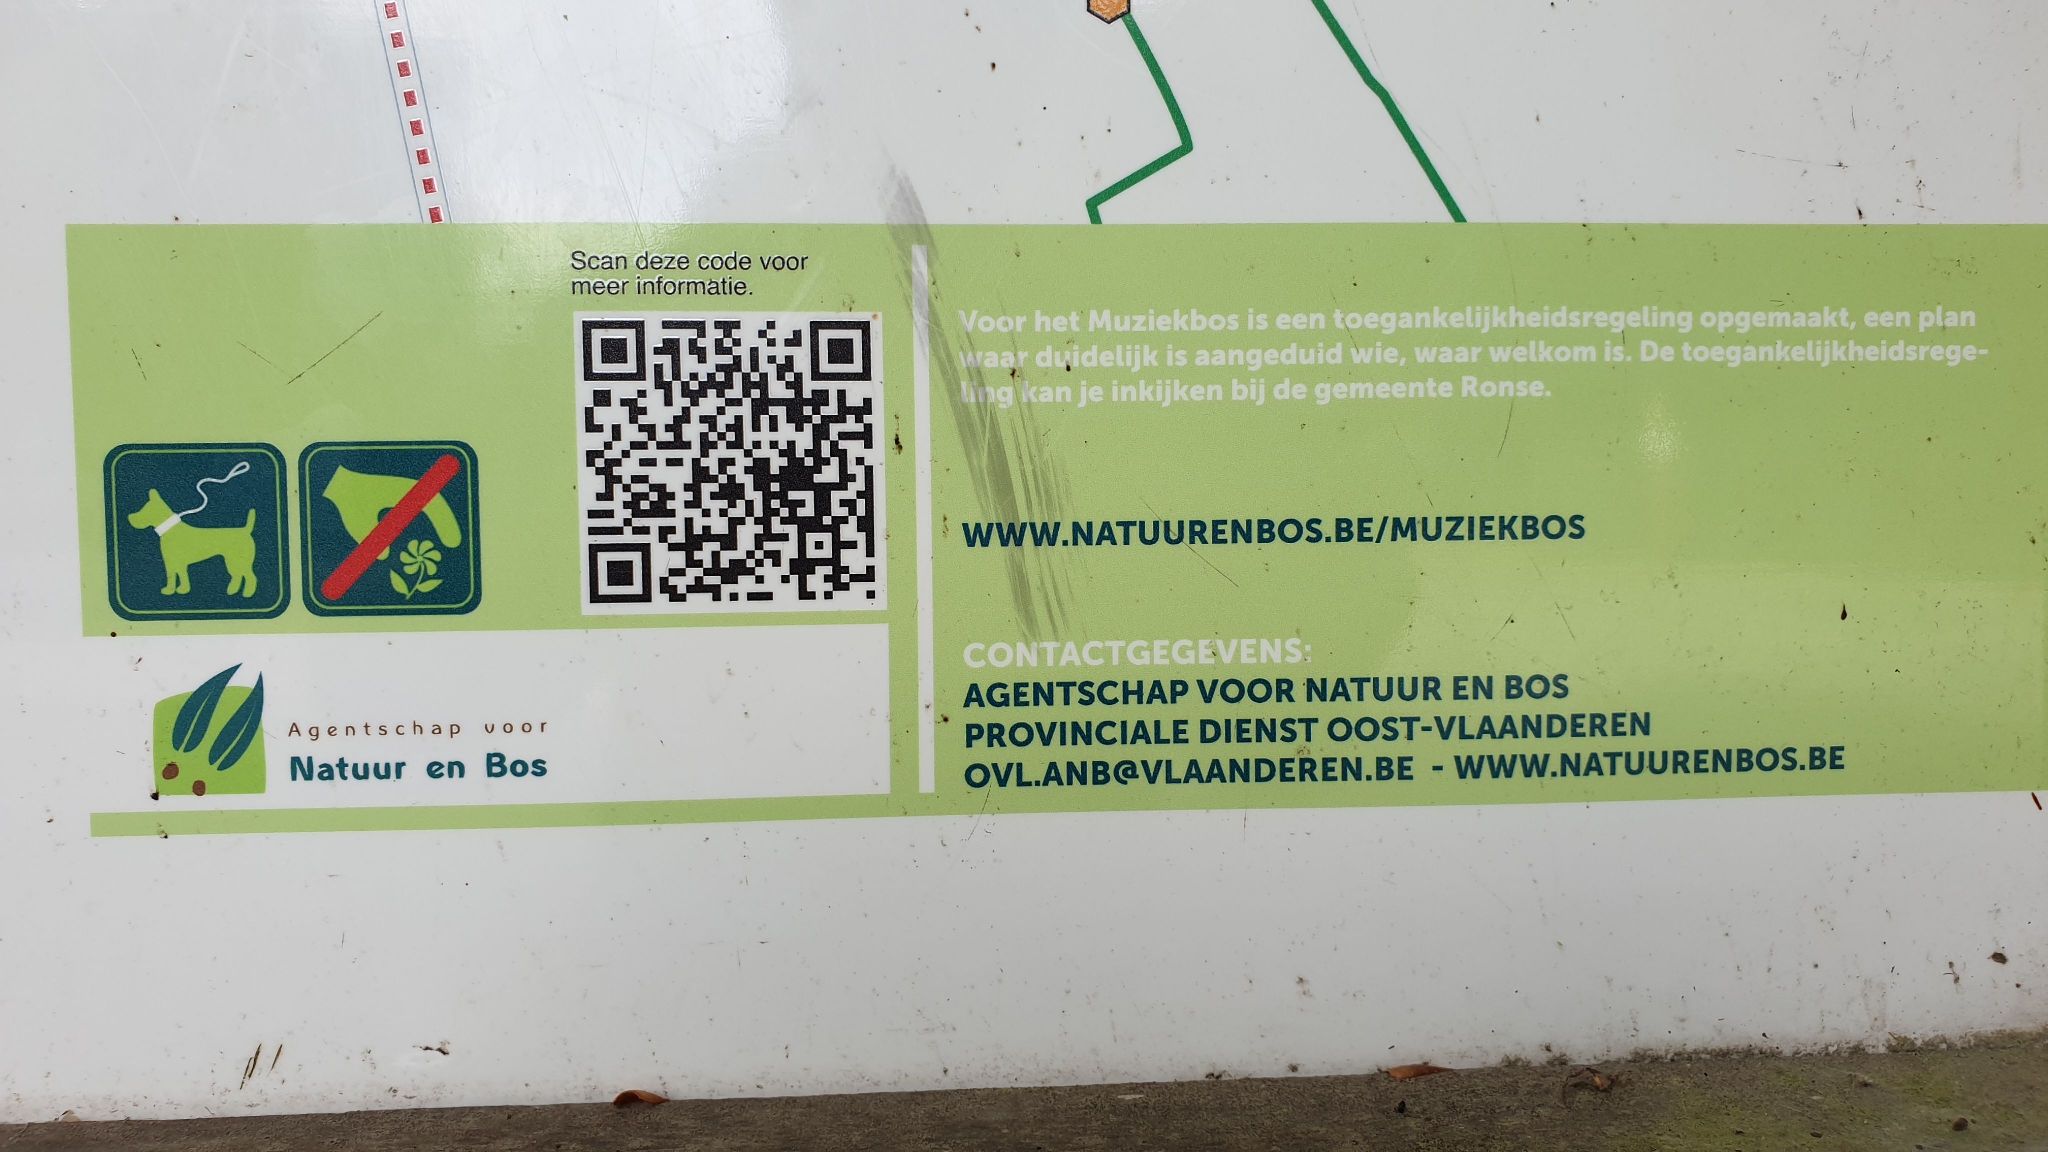 Scan deze code voor
meer informatie.
Voor het Muziekbos is een toegankelijkheidsregeling opgemaakt, een plan
waar duidelijk is aangeduid wie, waar welkom is. De toegankelijkheidsrege-
ling kan je inkijken bij de gemeente Ronse.
WWW.NATUURENBOS.BE/MUZIEKBOS
CONTACTGEGEVENS:
AGENTSCHAP VOOR NATUUR EN BOS
PROVINCIALE DIENST OOST-VLAANDEREN
OVL.ANB@VLAANDEREN.BE - WWW.NATUURENBOS.BE
Agentschap voor
Natuur en Bos